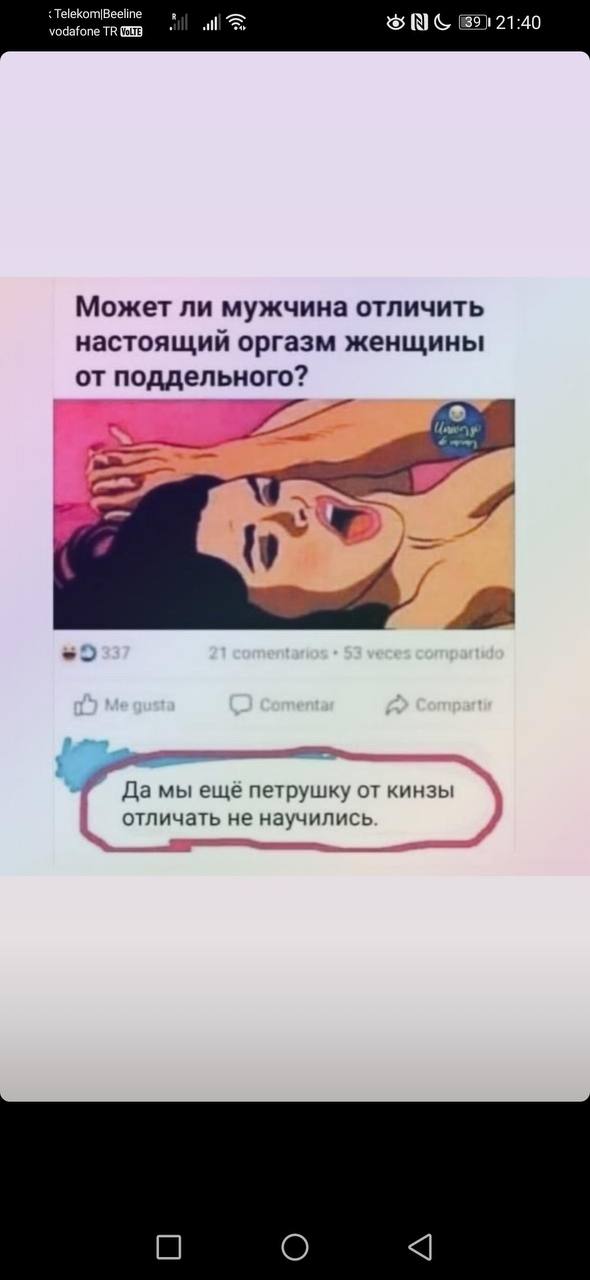 Telekom|Beeline
vodafone TR VoLTE
R
39 21:40
Может ли мужчина отличить
настоящий оргазм женщины
от поддельного?
337
21 comentarios • 53 veces compartido
Me gusta
Comentar
Compartir
Да мы ещё петрушку от кинзы
отличать не научились.